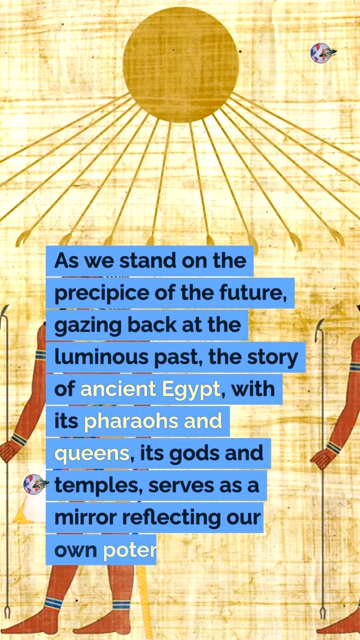 As we stand on the
precipice of the future,
gazing back at the
luminous past, the story
of ancient Egypt, with
its pharaohs and
queens, its gods and
temples, serves as a
mirror reflecting our
own poten